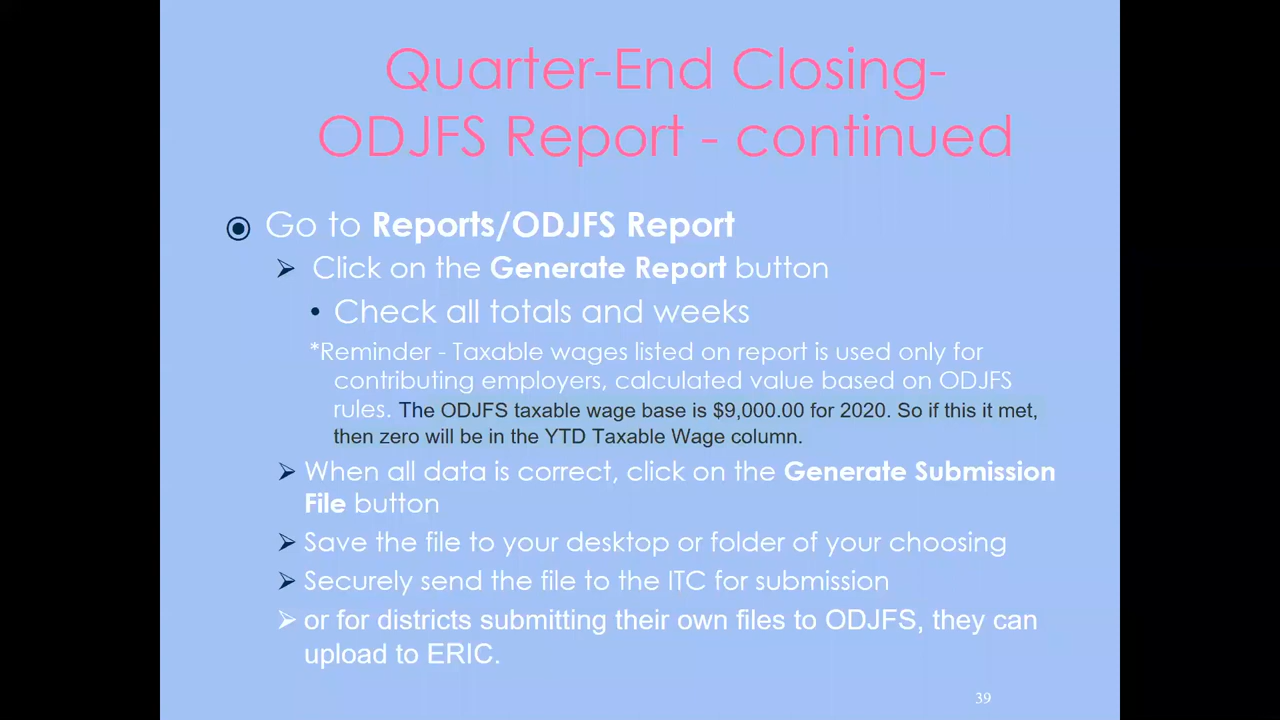 Quarter-End Closing-
ODJFS Report - continued
Go to Reports/ODJFS Report
Click on the Generate Report button
• Check all totals and weeks
*Reminder - Taxable wages listed on report is used only for
contributing employers, calculated value based on ODJFS
rules. The ODJFS taxable wage base is $9,000.00 for 2020. So if this it met,
then zero will be in the YTD Taxable Wage column.
➢ When all data is correct, click on the Generate Submission
File button
➢ Save the file to your desktop or folder of your choosing
➢ Securely send the file to the ITC for submission
➢ or for districts submitting their own files to ODJFS, they can
upload to ERIC.
39